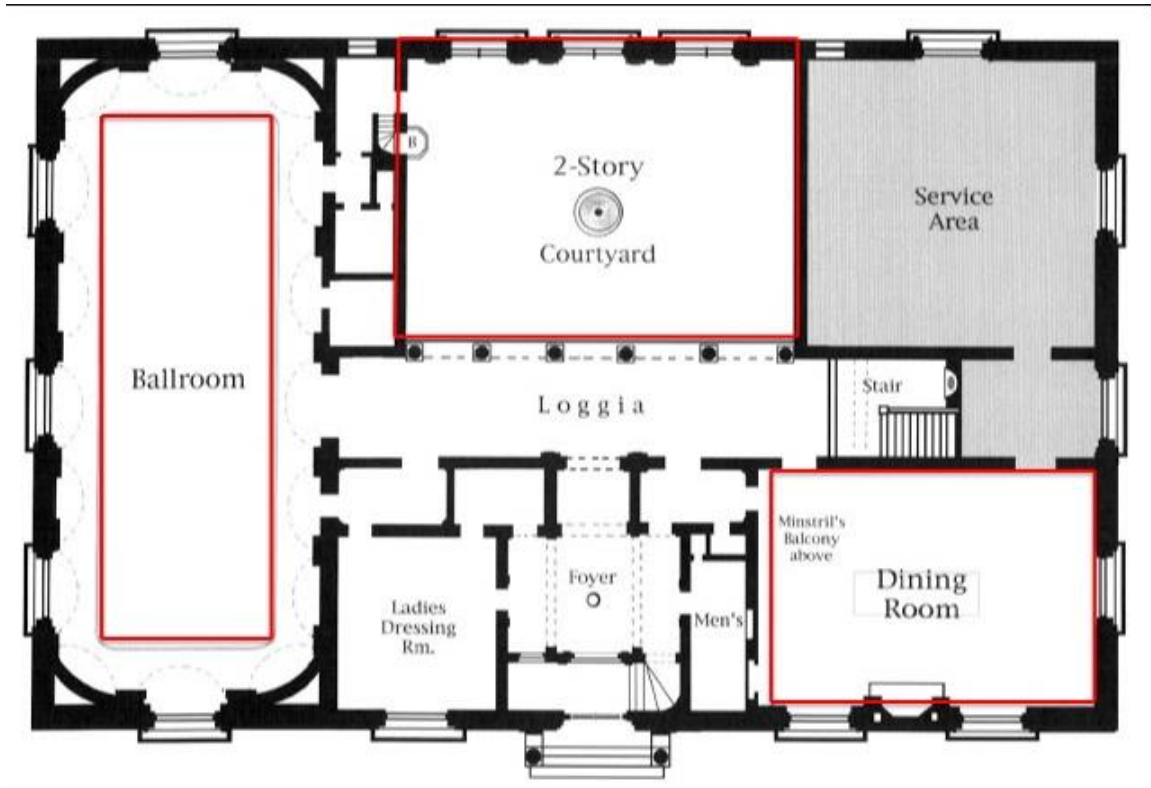 B
2-Story
Courtyard
Service
Area
Ballroom
Loggia
Stair
Minstril's
Balcony
above
Dining
Room
Foyer
Ladies
Dressing
Rm.
Men's